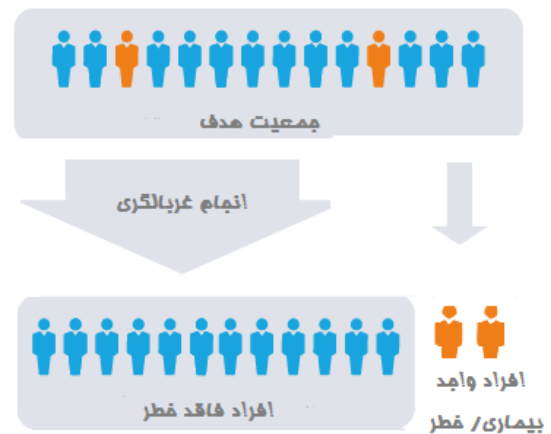 جمعیت هدف
انجام غربالگری
افراد واجد
بیماری/ خطر
افراد فاقد خطر